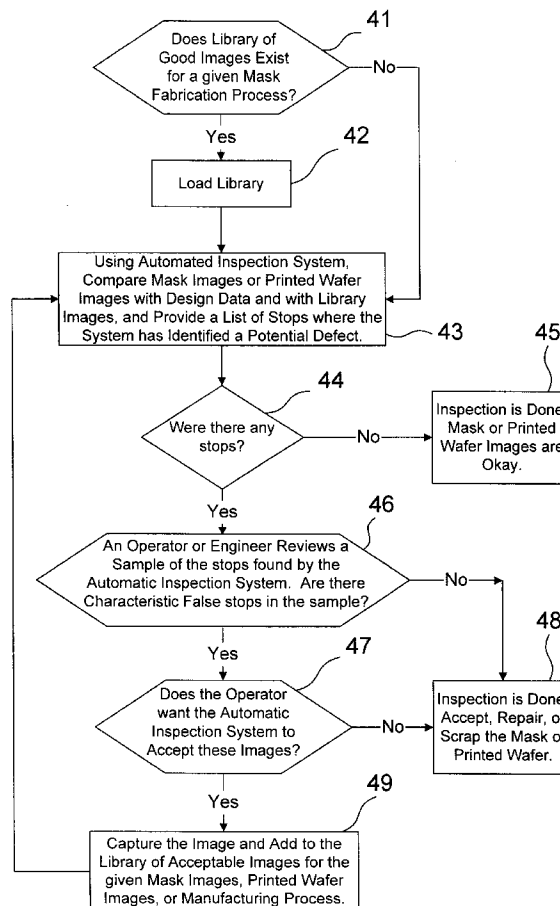 41
Does Library of
Good Images Exist
for a given Mask
Fabrication Process?
No
Yes
42
Load Library
Using Automated Inspection System,
Compare Mask Images or Printed Wafer
Images with Design Data and with Library
Images, and Provide a List of Stops where the
System has Identified a Potential Defect.
43
44
Were there any
stops?
No
45
Inspection is Done
Mask or Printed
Wafer Images are
Okay.
Yes
46
An Operator or Engineer Reviews a
Sample of the stops found by the
Automatic Inspection System. Are there
Characteristic False stops in the sample?
No
Yes
47
Does the Operator
want the Automatic
Inspection System to
Accept these Images?
No
48
Inspection is Done
Accept, Repair, o
Scrap the Mask o
Printed Wafer.
Yes
49
Capture the Image and Add to the
Library of Acceptable Images for the
given Mask Images, Printed Wafer
Images, or Manufacturing Process.